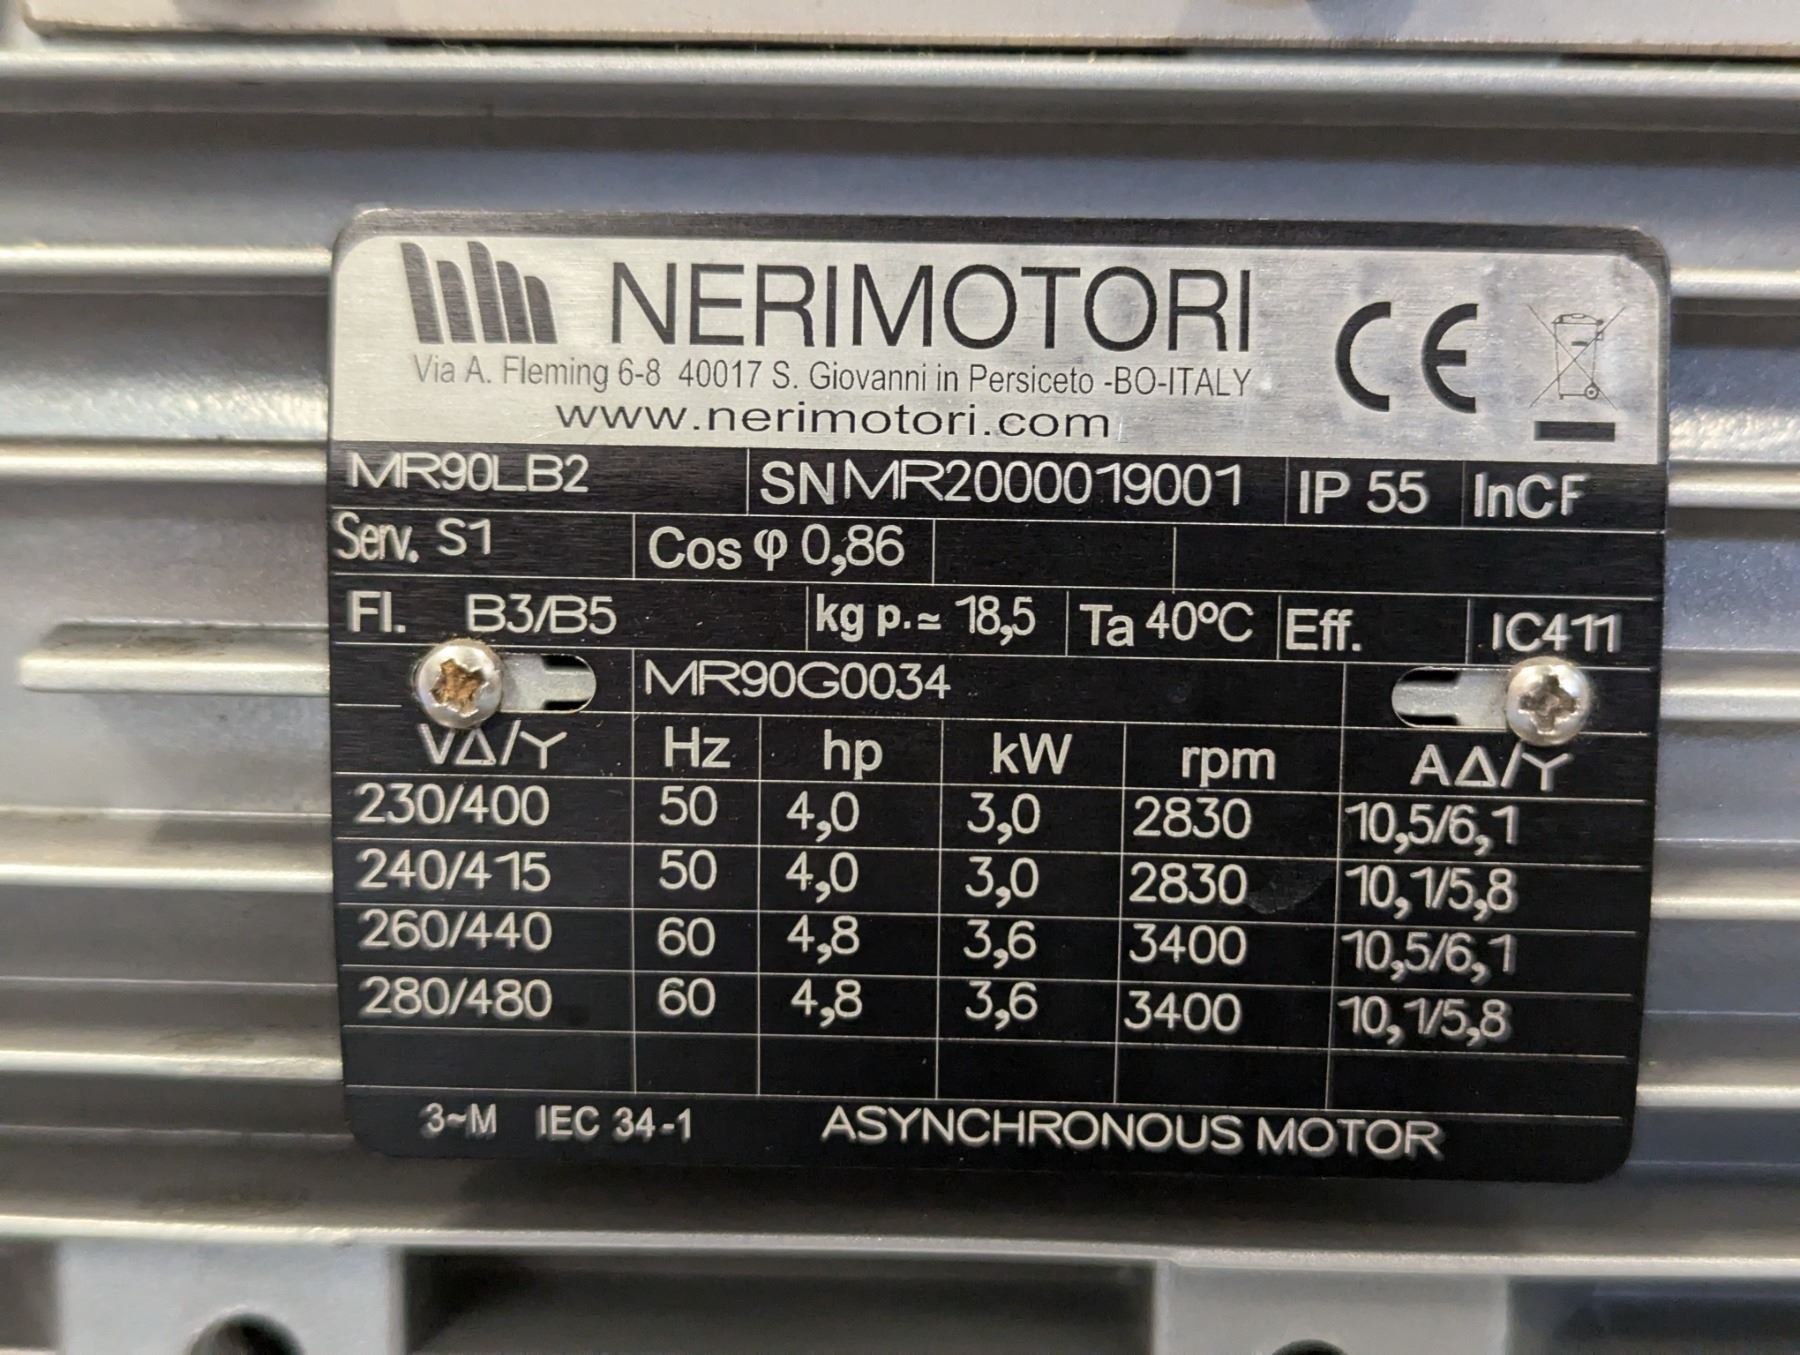 NERIMOTORI
Via A. Fleming 6-8 40017 S. Giovanni in Persiceto -BO-ITALY
www.nerimotori.com
CE
MR90LB2 SN MR2000019001 IP 55 InCF
Serv. S1 Cos φ 0,86
Fl. B3/B5 kg p.≃ 18,5 Ta 40°C Eff. IC411
MR90G0034
VΔ/Y Hz hp kW rpm AΔ/Y
230/400 50 4,0 3,0 2830 10,5/6,1
240/415 50 4,0 3,0 2830 10,1/5,8
260/440 60 4,8 3,6 3400 10,5/6,1
280/480 60 4,8 3,6 3400 10,1/5,8
3~M IEC 34-1 ASYNCHRONOUS MOTOR